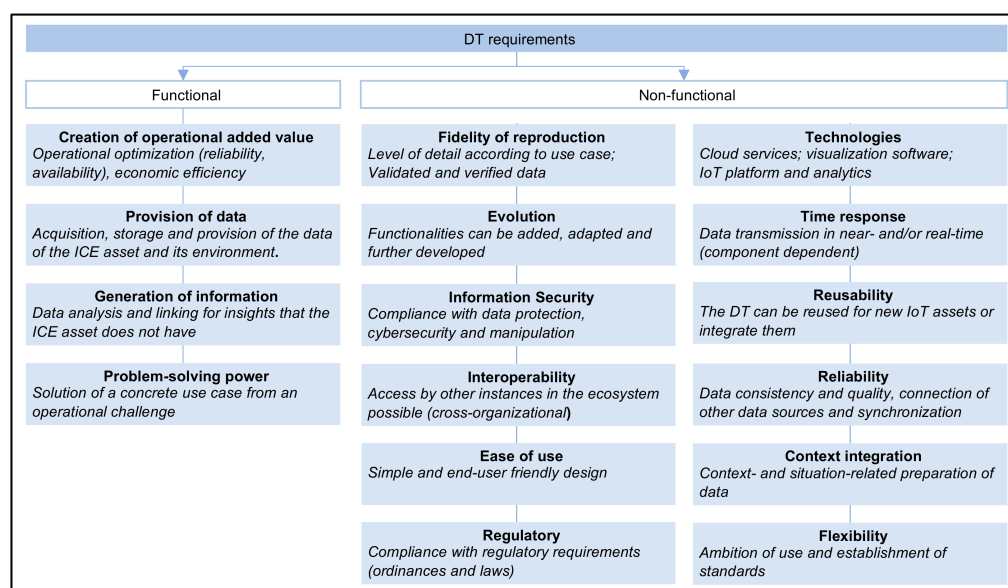 DT requirements
Functional
Non-functional
Creation of operational added value
Operational optimization (reliability,
availability), economic efficiency
Provision of data
Acquisition, storage and provision of the data
of the ICE asset and its environment.
Generation of information
Data analysis and linking for insights that the
ICE asset does not have
Problem-solving power
Solution of a concrete use case from an
operational challenge
Fidelity of reproduction
Level of detail according to use case;
Validated and verified data
Evolution
Functionalities can be added, adapted and
further developed
Information Security
Compliance with data protection,
cybersecurity and manipulation
Interoperability
Access by other instances in the ecosystem
possible (cross-organizational)
Ease of use
Simple and end-user friendly design
Regulatory
Compliance with regulatory requirements
(ordinances and laws)
Technologies
Cloud services; visualization software;
IoT platform and analytics
Time response
Data transmission in near- and/or real-time
(component dependent)
Reusability
The DT can be reused for new IoT assets or
integrate them
Reliability
Data consistency and quality, connection of
other data sources and synchronization
Context integration
Context- and situation-related preparation of
data
Flexibility
Ambition of use and establishment of
standards